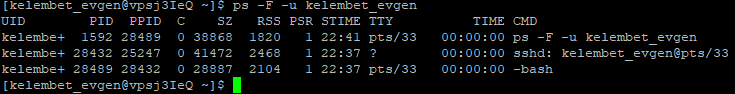 [kelembet_evgen@vpsj3IeQ ~]$ ps -F -u kelembet_evgen
UID        PID  PPID  C    SZ   RSS PSR STIME TTY          TIME CMD
kelembe+  1592 28489  0 38868  1820   1 22:41 pts/33   00:00:00 ps -F -u kelembet_evgen
kelembe+ 28432 25247  0 41472  2468   1 22:37 ?        00:00:00 sshd: kelembet_evgen@pts/33
kelembe+ 28489 28432  0 28887  2104   1 22:37 pts/33   00:00:00 -bash
[kelembet_evgen@vpsj3IeQ ~]$